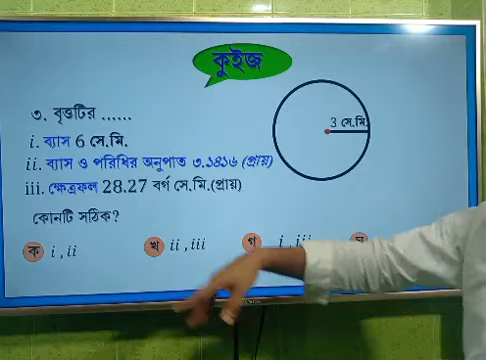 কুইজ
৩. বৃত্তটির ......
3 সে.মি.
i. ব্যাস 6 সে.মি.
ii. ব্যাস ও পরিধির অনুপাত ৩.১৪১৬ (প্রায়)
iii. ক্ষেত্রফল 28.27 বর্গ সে.মি.(প্রায়)
কোনটি সঠিক?
ক i , ii খ ii , iii গ i , iii ঘ